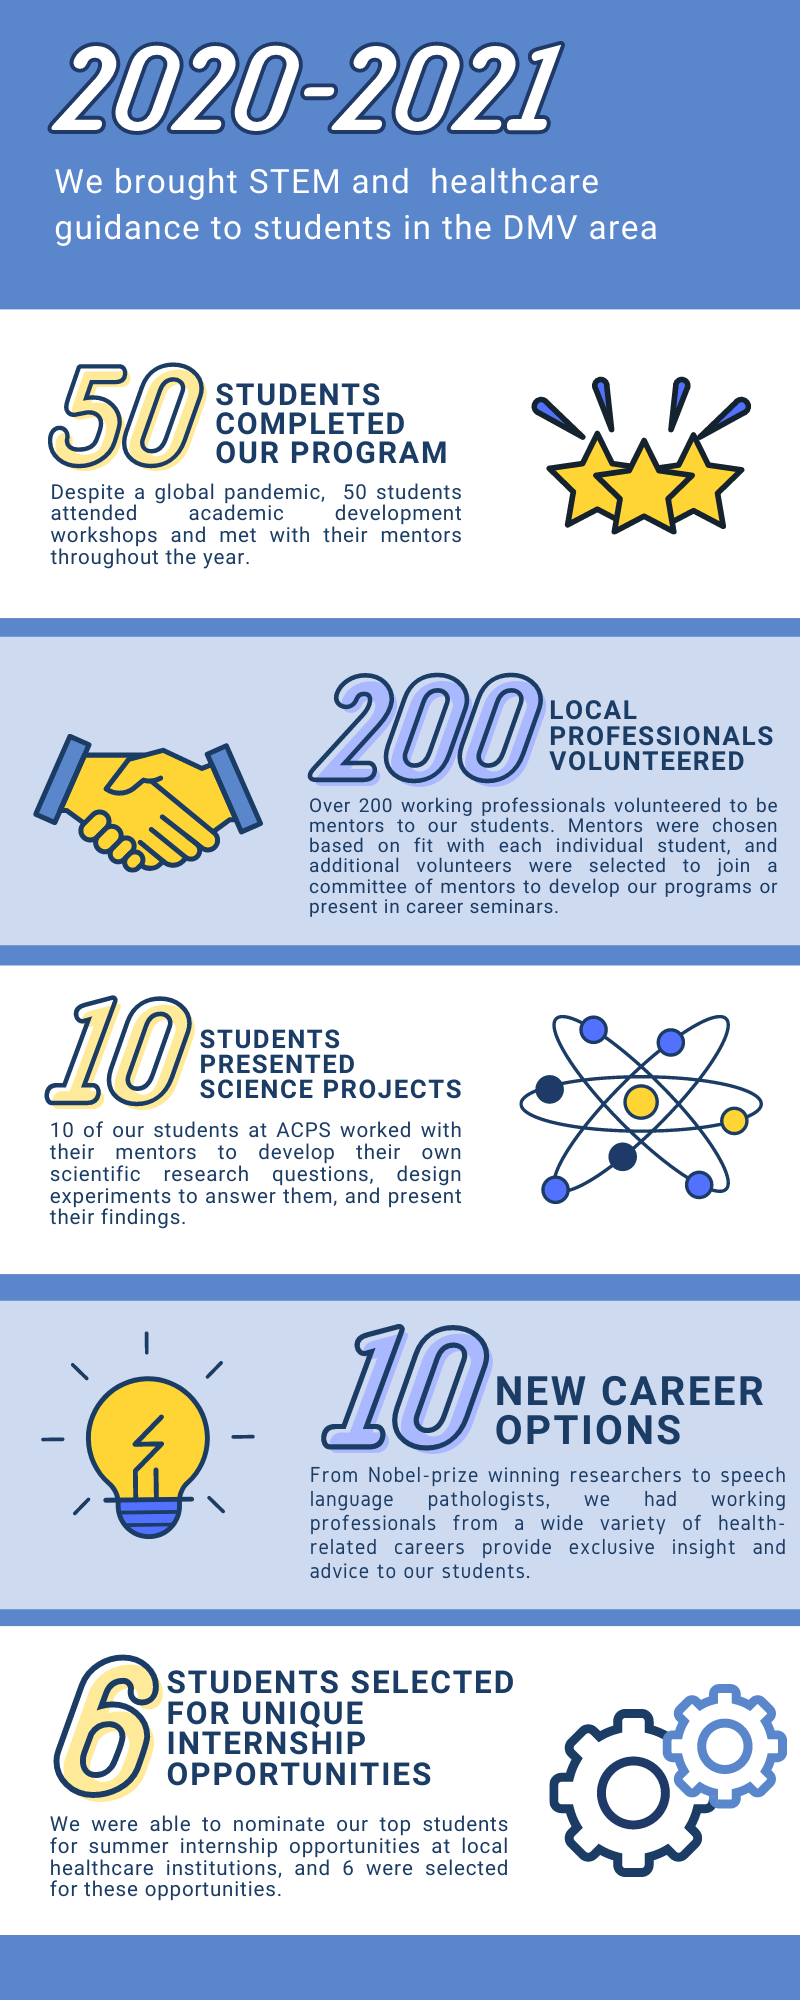 2020-2021
We brought STEM and  healthcare
guidance to students in the DMV area
50
STUDENTS
COMPLETED
OUR PROGRAM
Despite a global pandemic,  50 students
attended academic development
workshops and met with their mentors
throughout the year.
200
LOCAL
PROFESSIONALS
VOLUNTEERED
Over 200 working professionals volunteered to be
mentors to our students. Mentors were chosen
based on fit with each individual student, and
additional volunteers were selected to join a
committee of mentors to develop our programs or
present in career seminars.
10
STUDENTS
PRESENTED
SCIENCE PROJECTS
10 of our students at ACPS worked with
their mentors to develop their own
scientific research questions, design
experiments to answer them, and present
their findings.
10
NEW CAREER
OPTIONS
From Nobel-prize winning researchers to speech
language pathologists, we had working
professionals from a wide variety of health-
related careers provide exclusive insight and
advice to our students.
6
STUDENTS SELECTED
FOR UNIQUE
INTERNSHIP
OPPORTUNITIES
We were able to nominate our top students
for summer internship opportunities at local
healthcare institutions, and 6 were selected
for these opportunities.